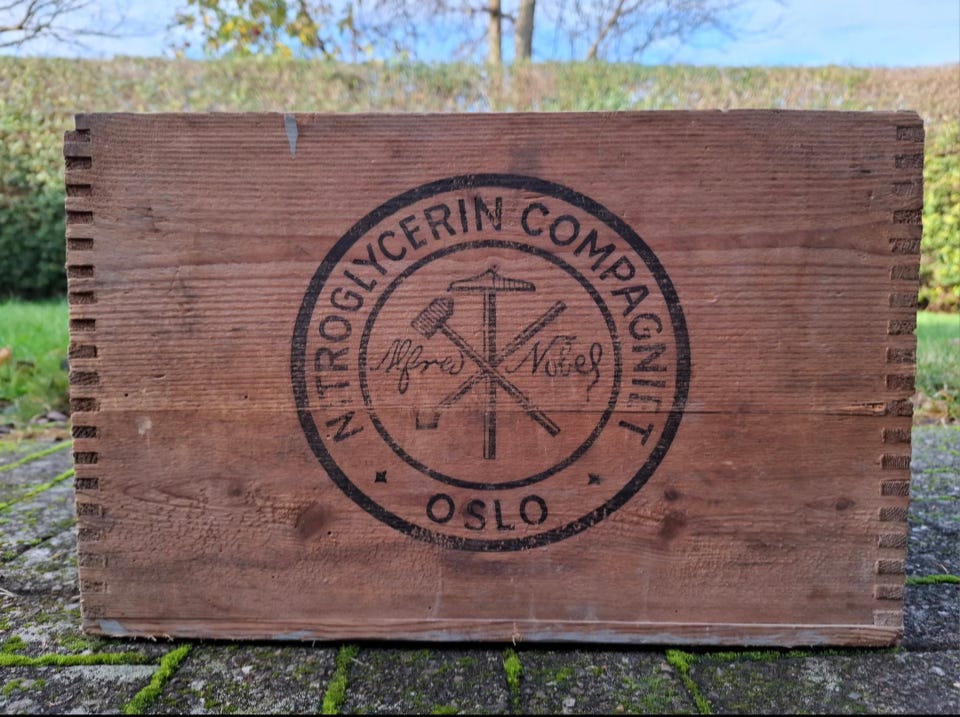 NITROGLYCERIN COMPAGNIET
Alfred Nobel
OSLO